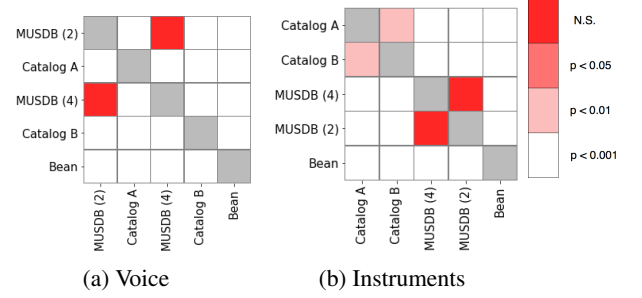 MUSDB (2)
Catalog A
MUSDB (4)
Catalog B
Bean
MUSDB (2)
Catalog A
MUSDB (4)
Catalog B
Bean
(a) Voice
Catalog A
Catalog B
MUSDB (4)
MUSDB (2)
Bean
Catalog A
Catalog B
MUSDB (4)
MUSDB (2)
Bean
(b) Instruments
N.S.
p < 0.05
p < 0.01
p < 0.001